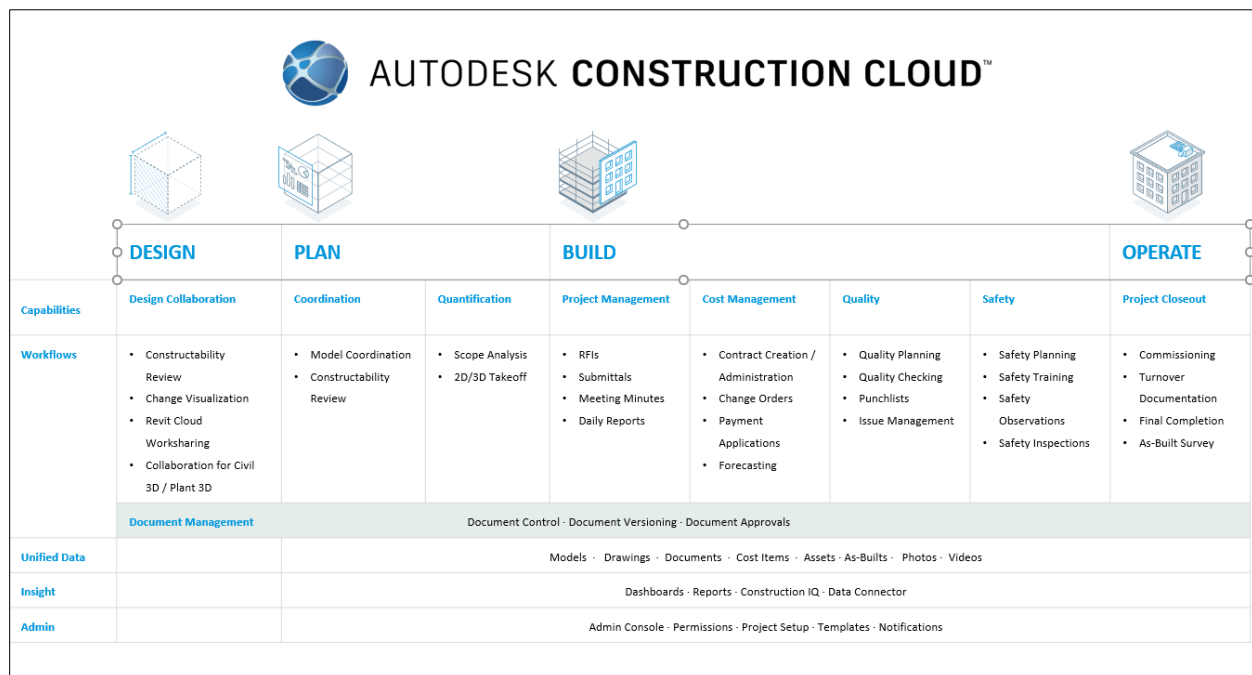 AUTODESK CONSTRUCTION CLOUD™
DESIGN
PLAN
BUILD
OPERATE
Capabilities
Design Collaboration
Coordination
Quantification
Project Management
Cost Management
Quality
Safety
Project Closeout
Workflows
• Constructability
Review
• Change Visualization
• Revit Cloud
Worksharing
• Collaboration for Civil
3D / Plant 3D
• Model Coordination
• Constructability
Review
• Scope Analysis
• 2D/3D Takeoff
• RFIs
• Submittals
• Meeting Minutes
• Daily Reports
• Contract Creation /
Administration
• Change Orders
• Payment
Applications
• Forecasting
• Quality Planning
• Quality Checking
• Punchlists
• Issue Management
• Safety Planning
• Safety Training
• Safety
Observations
• Safety Inspections
• Commissioning
• Turnover
Documentation
• Final Completion
• As-Built Survey
Document Management
Document Control · Document Versioning · Document Approvals
Unified Data
Models · Drawings · Documents · Cost Items · Assets · As-Builts · Photos · Videos
Insight
Dashboards · Reports · Construction IQ · Data Connector
Admin
Admin Console · Permissions · Project Setup · Templates · Notifications